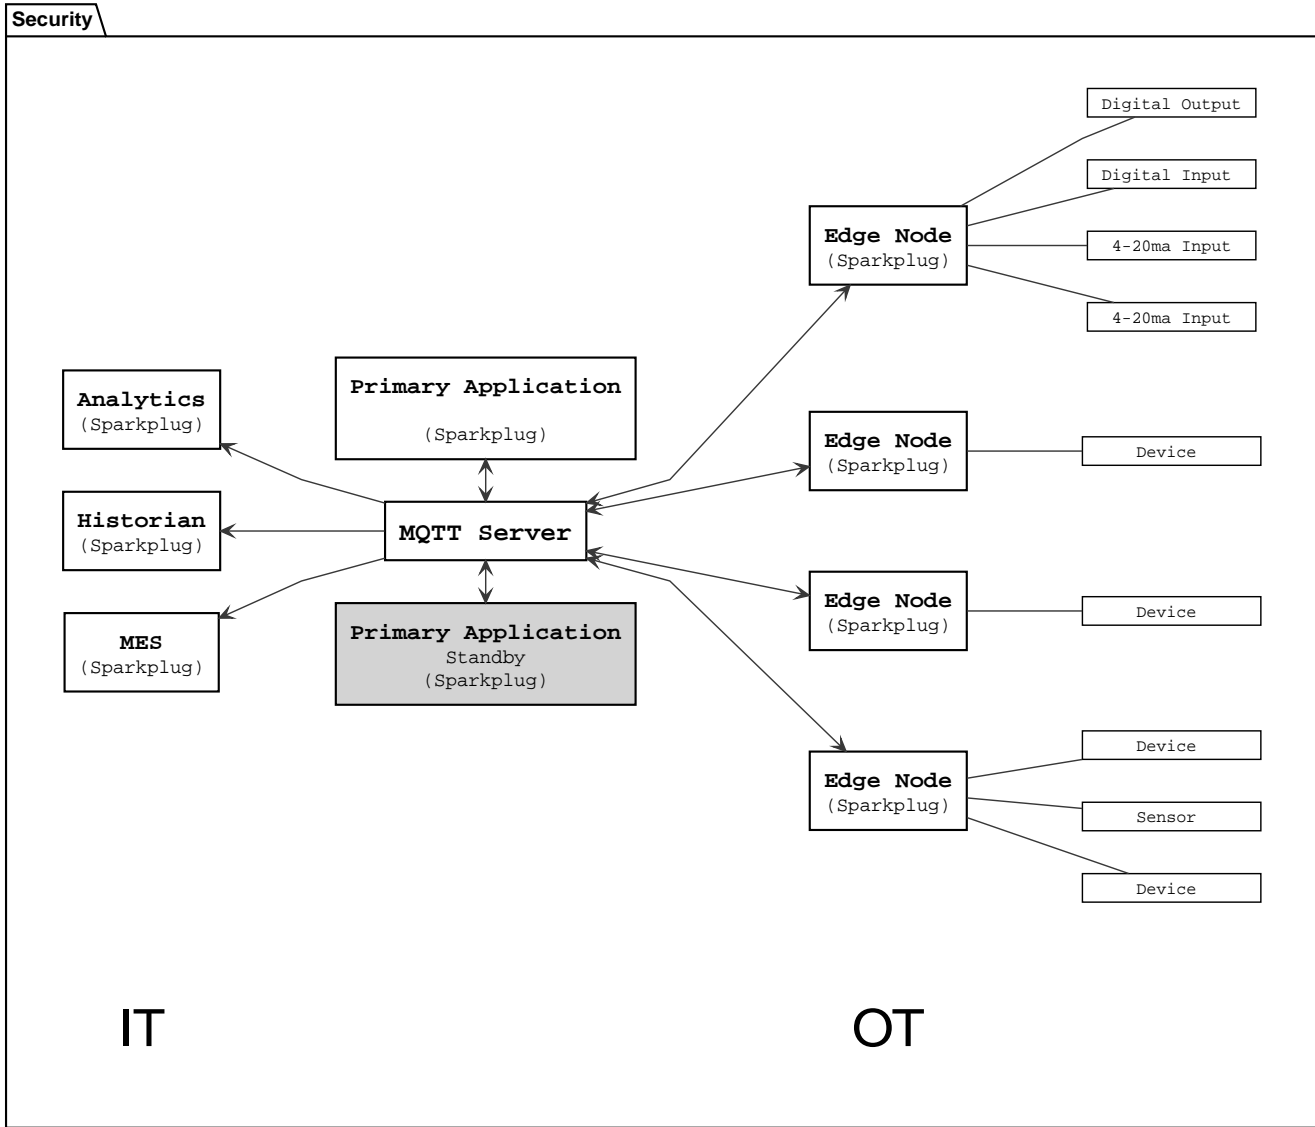 Security
Digital Output
Digital Input
Edge Node
(Sparkplug)
4-20ma Input
4-20ma Input
Analytics
(Sparkplug)
Primary Application
(Sparkplug)
Edge Node
(Sparkplug)
Device
Historian
(Sparkplug)
MQTT Server
MES
(Sparkplug)
Primary Application
Standby
(Sparkplug)
Edge Node
(Sparkplug)
Device
Edge Node
(Sparkplug)
Device
Sensor
Device
IT
OT